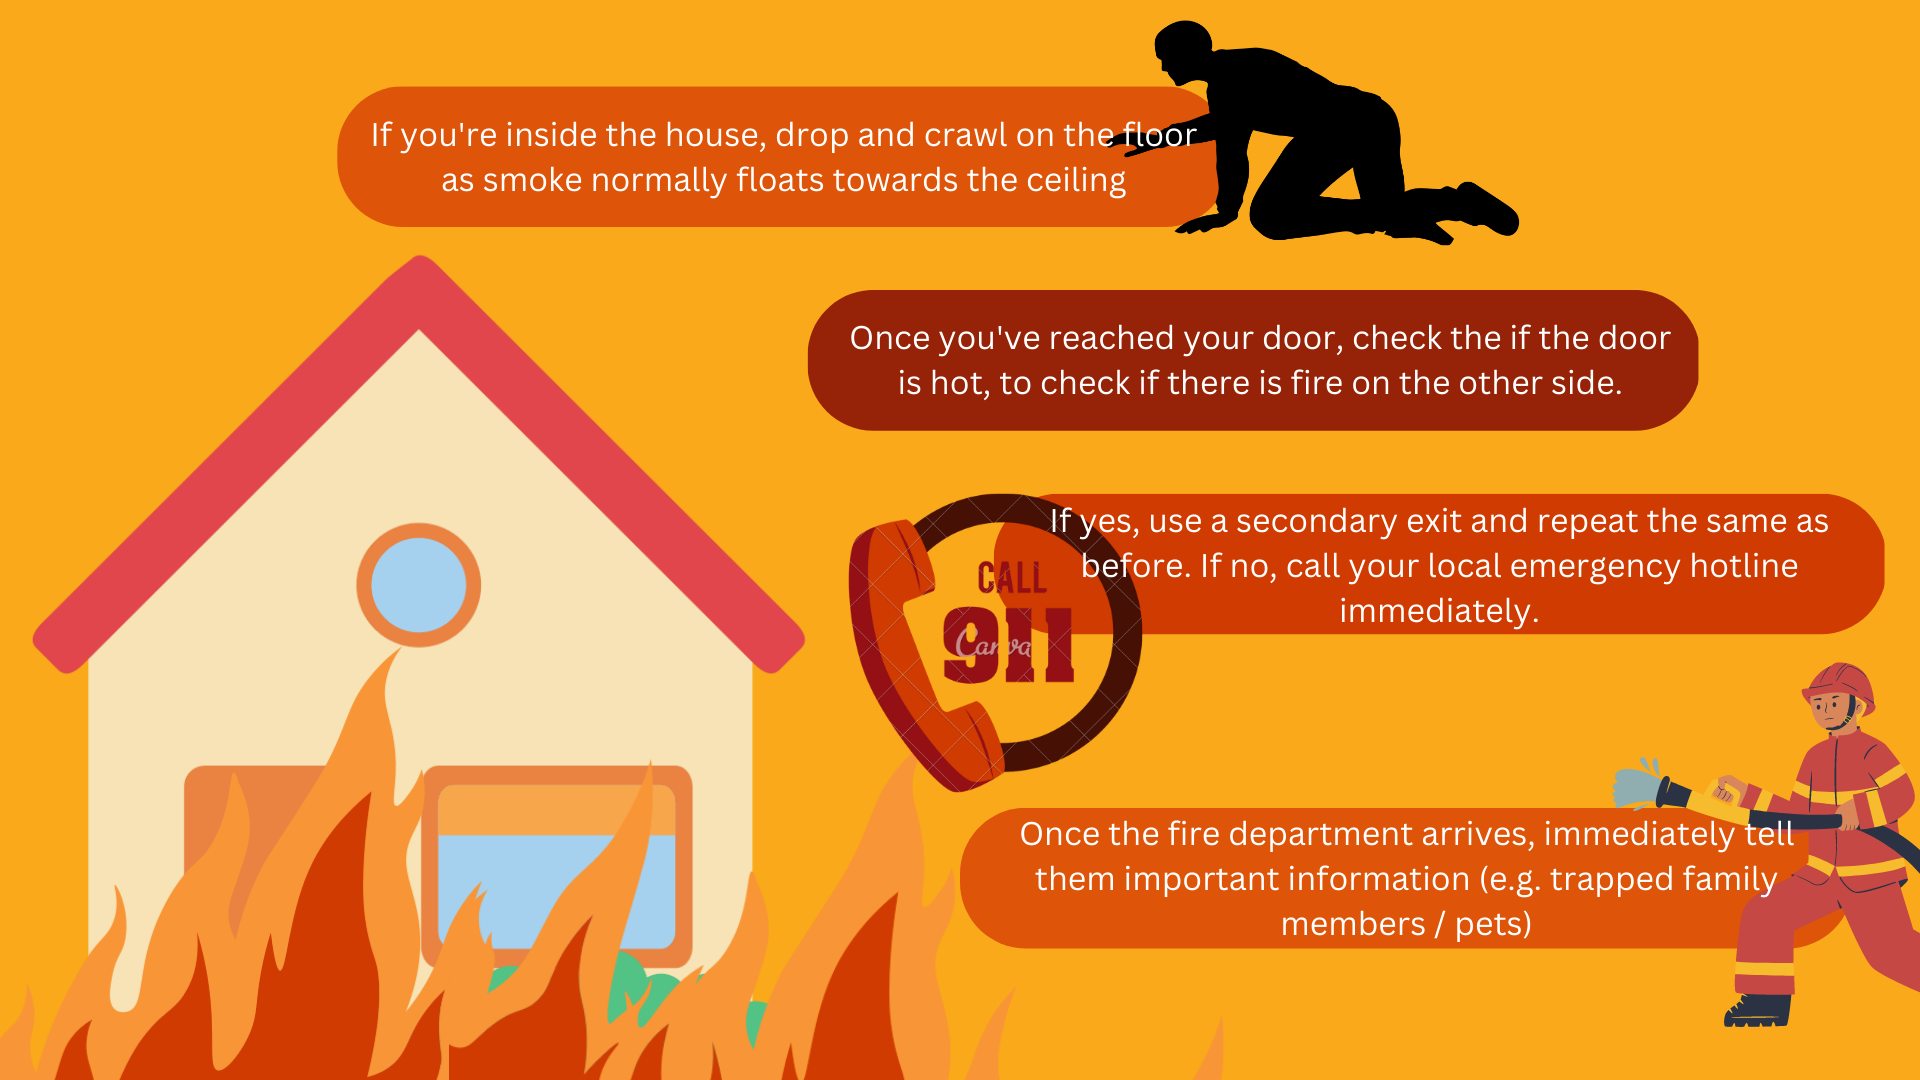 If you're inside the house, drop and crawl on the floor
as smoke normally floats towards the ceiling
Once you've reached your door, check the if the door
is hot, to check if there is fire on the other side.
If yes, use a secondary exit and repeat the same as
before. If no, call your local emergency hotline
immediately.
CALL
911
Canva
Once the fire department arrives, immediately tell
them important information (e.g. trapped family
members / pets)